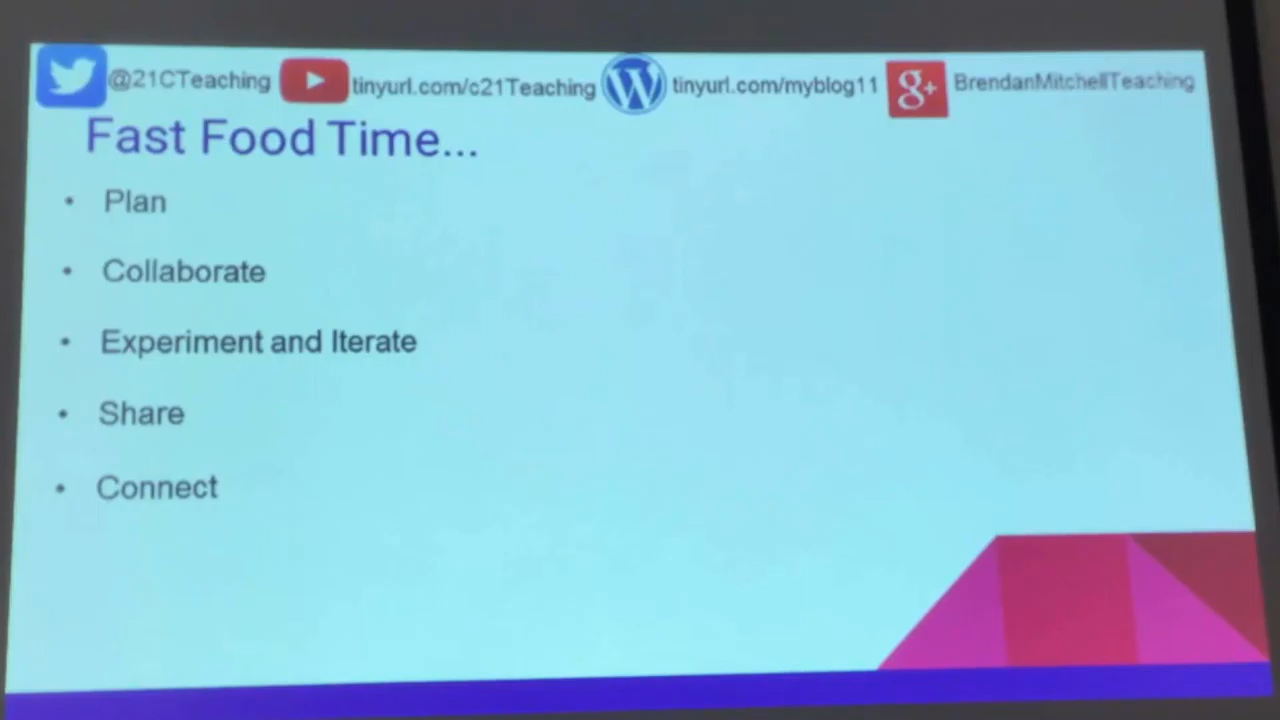 @21CTeaching tinyurl.com/c21Teaching tinyurl.com/myblog11 g+ BrendanMitchellTeaching
Fast Food Time...
• Plan
• Collaborate
• Experiment and Iterate
• Share
• Connect